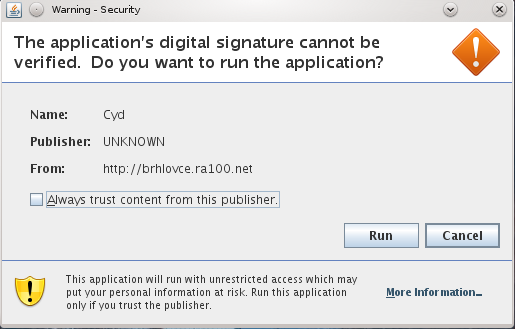 Warning - Security
The application's digital signature cannot be
verified. Do you want to run the application?
Name: Cyd
Publisher: UNKNOWN
From: http://brhlovce.ra100.net
Always trust content from this publisher.
Run Cancel
This application will run with unrestricted access which may
put your personal information at risk. Run this application
only if you trust the publisher.
More Information...